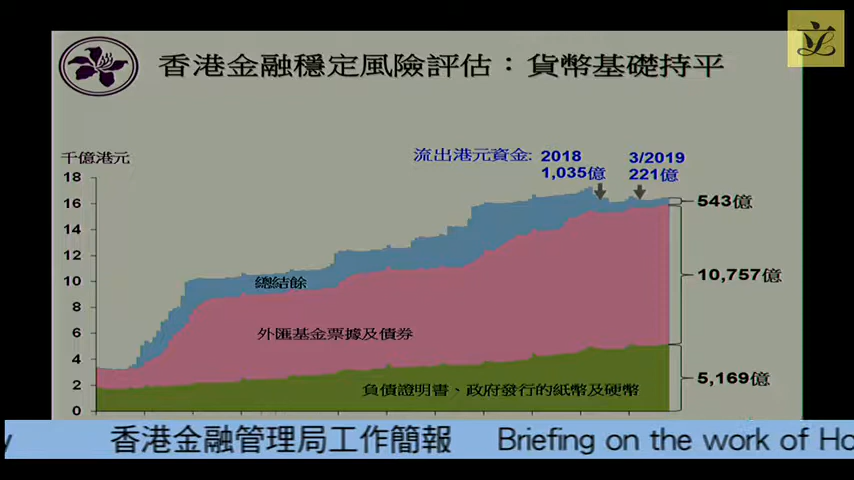 立
香港金融穩定風險評估：貨幣基礎持平
千億港元
流出港元資金: 2018 3/2019
1,035億 221億
18
16
14
12
10
8
6
4
2
0
543億
總結餘
10,757億
外匯基金票據及債券
5,169億
負債證明書、政府發行的紙幣及硬幣
y 香港金融管理局工作簡報 Briefing on the work of Ho